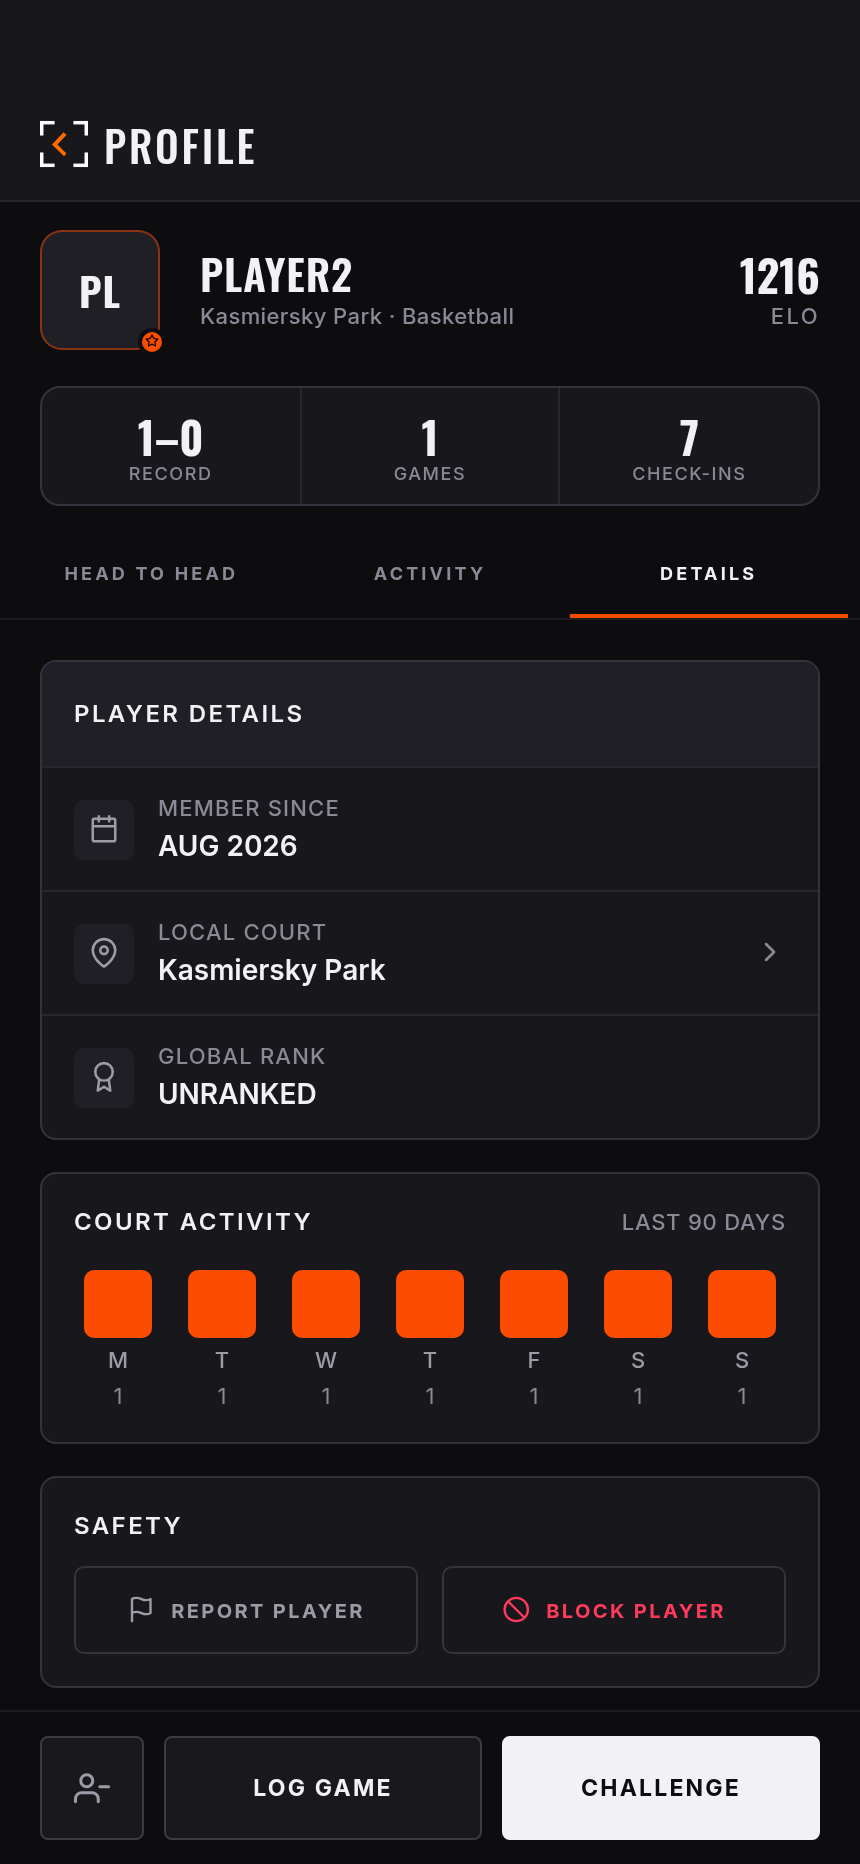 PROFILE
PL
PLAYER2
Kasmiersky Park · Basketball
1216
ELO
1–0
RECORD
1
GAMES
7
CHECK-INS
HEAD TO HEAD
ACTIVITY
DETAILS
PLAYER DETAILS
MEMBER SINCE
AUG 2026
LOCAL COURT
Kasmiersky Park
GLOBAL RANK
UNRANKED
COURT ACTIVITY
LAST 90 DAYS
M T W T F S S
1 1 1 1 1 1 1
SAFETY
REPORT PLAYER
BLOCK PLAYER
LOG GAME
CHALLENGE